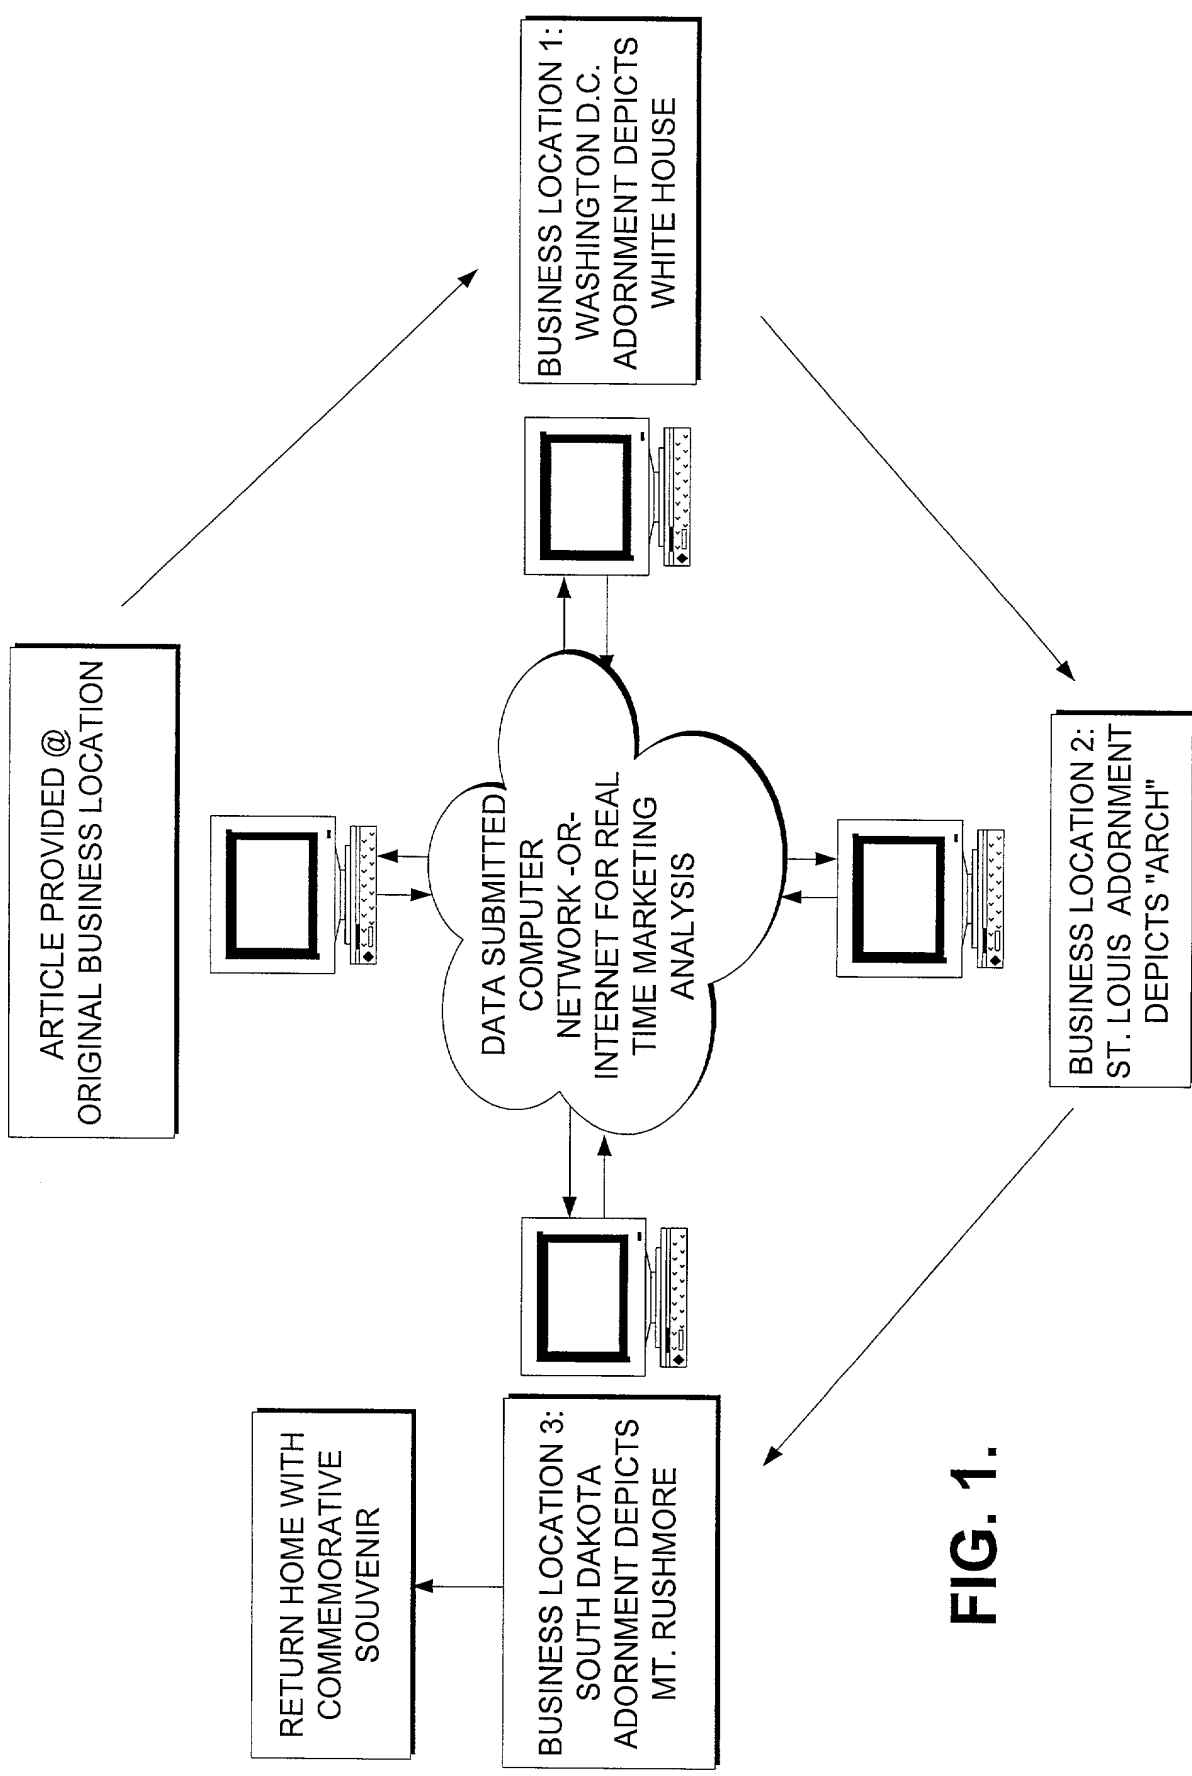 ARTICLE PROVIDED @
ORIGINAL BUSINESS LOCATION
BUSINESS LOCATION 1:
WASHINGTON D.C.
ADORNMENT DEPICTS
WHITE HOUSE
DATA SUBMITTED
COMPUTER
NETWORK -OR-
INTERNET FOR REAL
TIME MARKETING
ANALYSIS
RETURN HOME WITH
COMMEMORATIVE
SOUVENIR
BUSINESS LOCATION 3:
SOUTH DAKOTA
ADORNMENT DEPICTS
MT. RUSHMORE
BUSINESS LOCATION 2:
ST. LOUIS ADORNMENT
DEPICTS "ARCH"
FIG. 1.